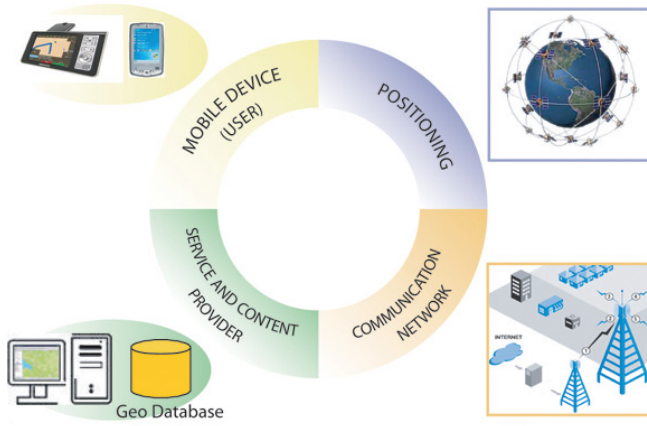 MOBILE DEVICE
(USER)
POSITIONING
SERVICE AND CONTENT
PROVIDER
COMMUNICATION
NETWORK
INTERNET
Geo Database